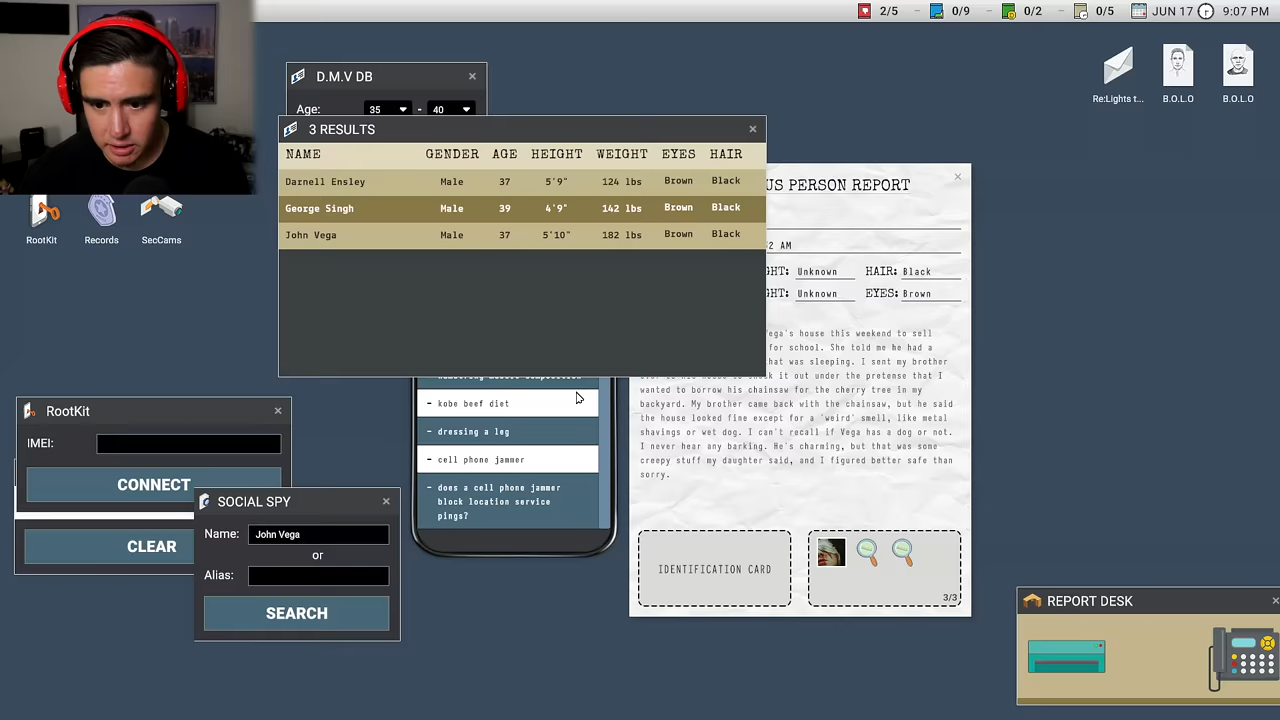 2/5
0/9
0/2
0/5
JUN 17
9:07 PM
D.M.V DB
Age:
35
-
40
Re:Lights t...
B.O.L.O
B.O.L.O
3 RESULTS
NAME GENDER AGE HEIGHT WEIGHT EYES HAIR
Darnell Ensley Male 37 5'9" 124 lbs Brown Black
George Singh Male 39 4'9" 142 lbs Brown Black
John Vega Male 37 5'10" 182 lbs Brown Black
RootKit
Records
SecCams
US PERSON REPORT
2 AM
GHT: Unknown HAIR: Black
GHT: Unknown EYES: Brown
Vega's house this weekend to sell
for school. She told me he had a
that was sleeping. I sent my brother
it out under the pretense that I
wanted to borrow his chainsaw for the cherry tree in my
backyard. My brother came back with the chainsaw, but he said
the house looked fine except for a 'weird' smell, like metal
shavings or wet dog. I can't recall if Vega has a dog or not.
I never hear any barking. He's charming, but that was some
creepy stuff my daughter said, and I figured better safe than
sorry.
IDENTIFICATION CARD
3/3
- kobe beef diet
- dressing a leg
- cell phone jammer
- does a cell phone jammer
block location service
pings?
RootKit
IMEI:
CONNECT
CLEAR
SOCIAL SPY
Name: John Vega
or
Alias:
SEARCH
REPORT DESK